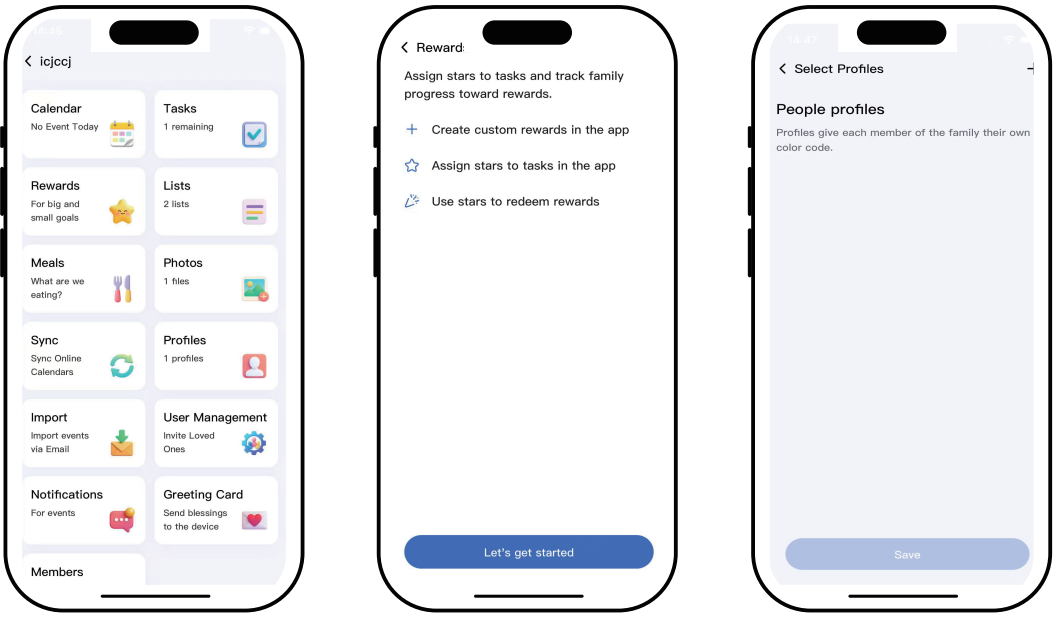 icjccj
Calendar
No Event Today
Tasks
1 remaining
Rewards
For big and
small goals
Lists
2 lists
Meals
What are we
eating?
Photos
1 files
Sync
Sync Online
Calendars
Profiles
1 profiles
Import
Import events
via Email
User Management
Invite Loved
Ones
Notifications
For events
Greeting Card
Send blessings
to the device
Members
Reward
Assign stars to tasks and track family
progress toward rewards.
Create custom rewards in the app
Assign stars to tasks in the app
Use stars to redeem rewards
Let's get started
14:47
Select Profiles
People profiles
Profiles give each member of the family their own
color code.
Save